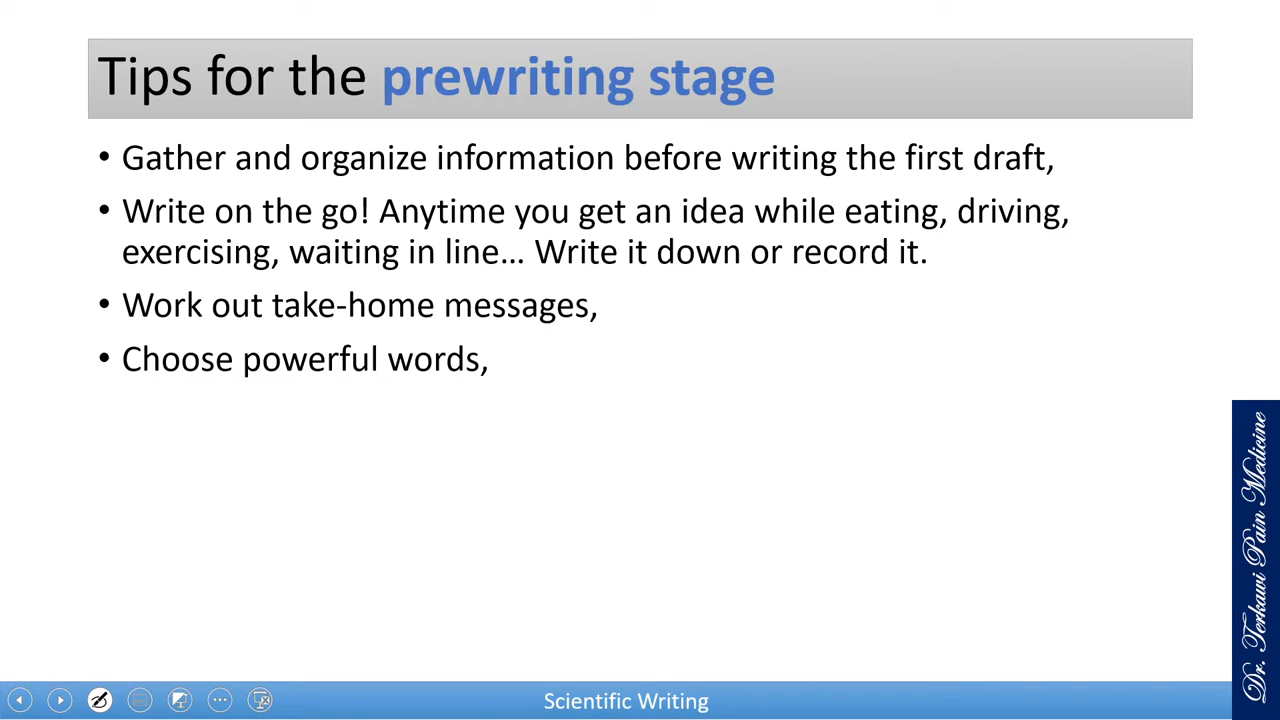 Tips for the prewriting stage
• Gather and organize information before writing the first draft,
• Write on the go! Anytime you get an idea while eating, driving,
exercising, waiting in line... Write it down or record it.
• Work out take-home messages,
• Choose powerful words,
Dr. Terkawi Pain Medicine
Scientific Writing